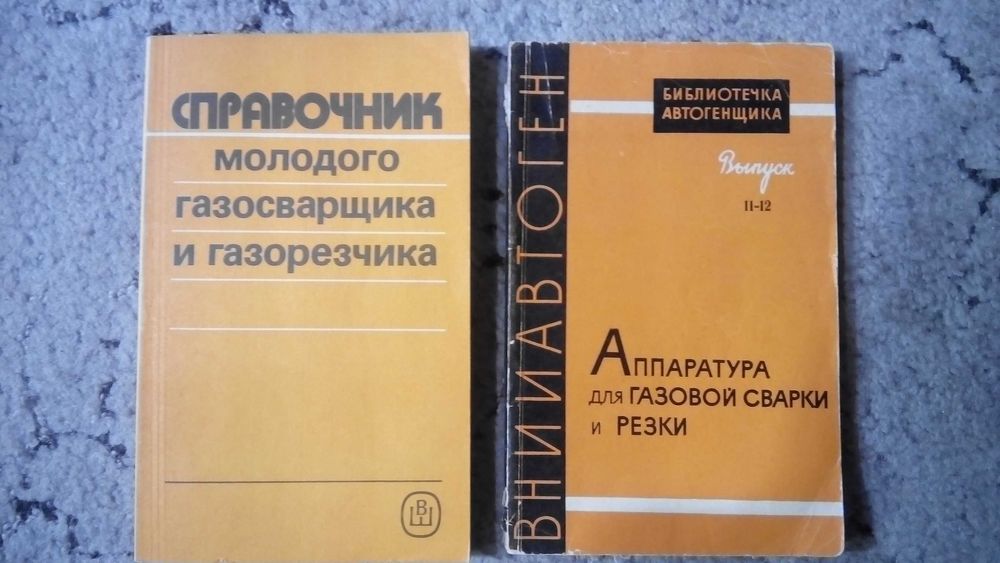 СПРАВОЧНИК
МОЛОДОГО
газосварщика
и газорезчика
ВШ
ВНИИАВТОГЕН
БИБЛИОТЕЧКА
АВТОГЕНЩИКА
Выпуск
11-12
АППАРАТУРА
для ГАЗОВОЙ СВАРКИ
и РЕЗКИ